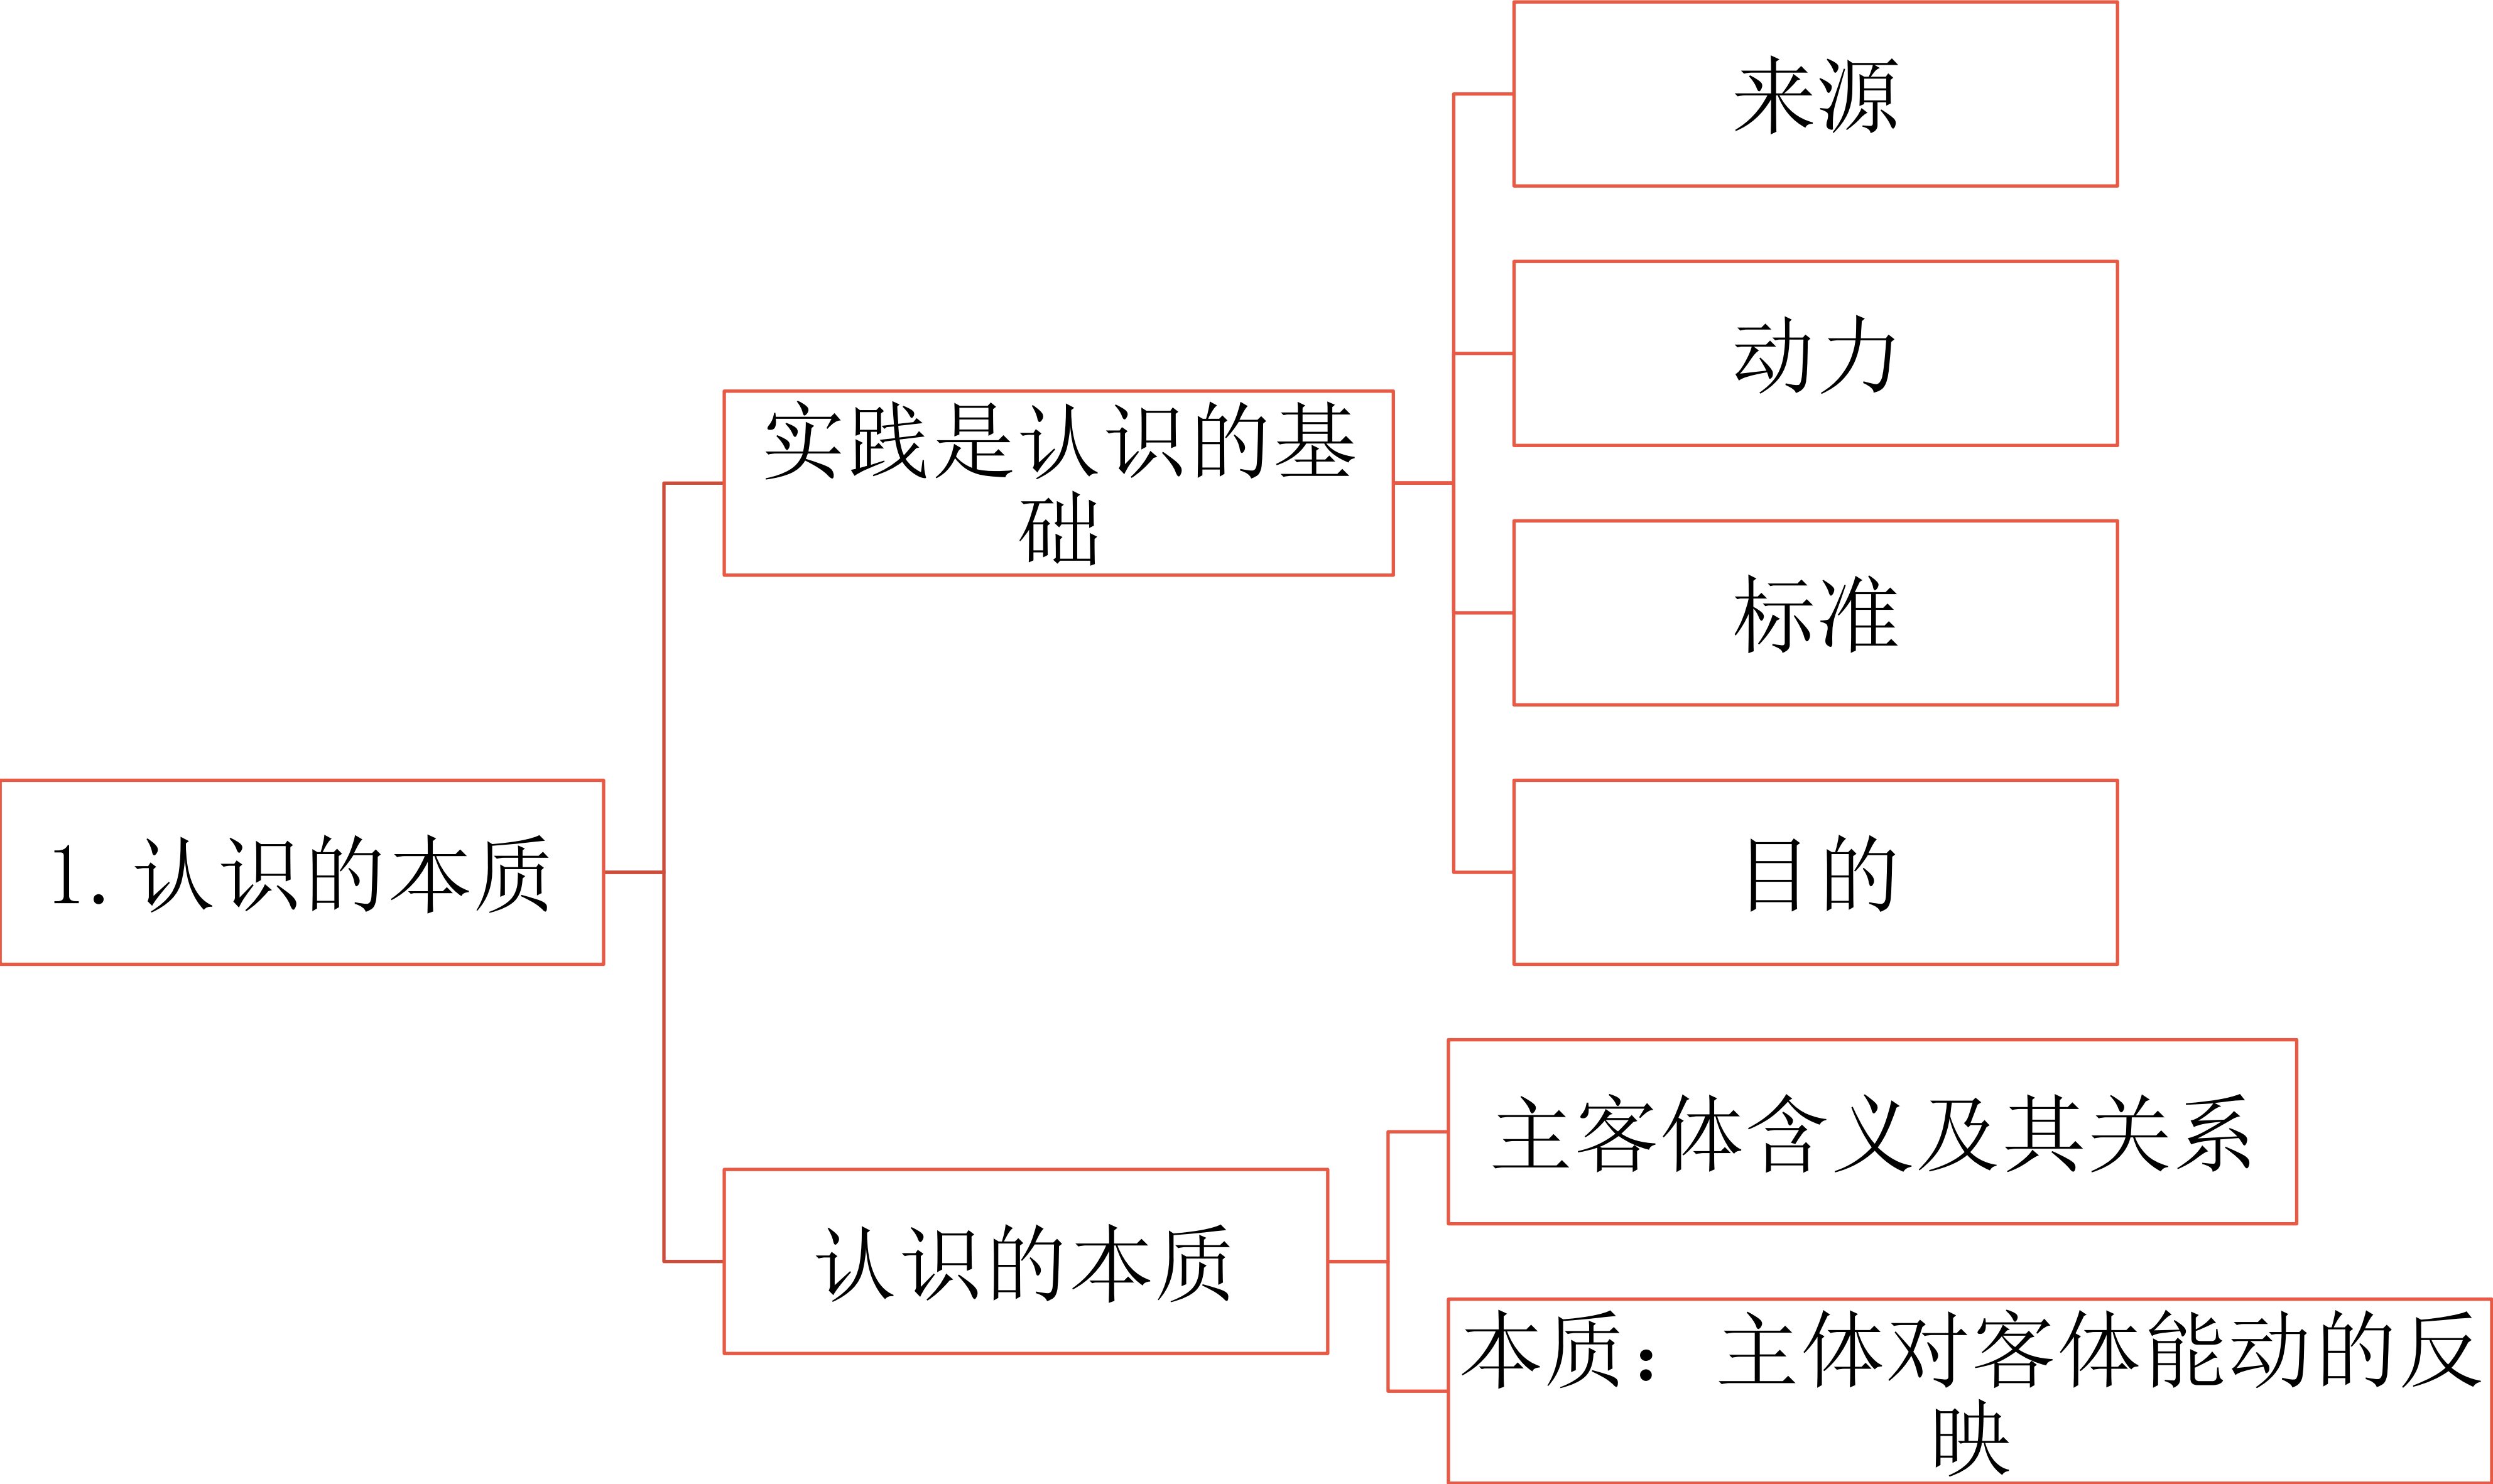 1.认识的本质
实践是认识的基
础
来源
动力
标准
目的
认识的本质
主客体含义及其关系
本质：主体对客体能动的反
映